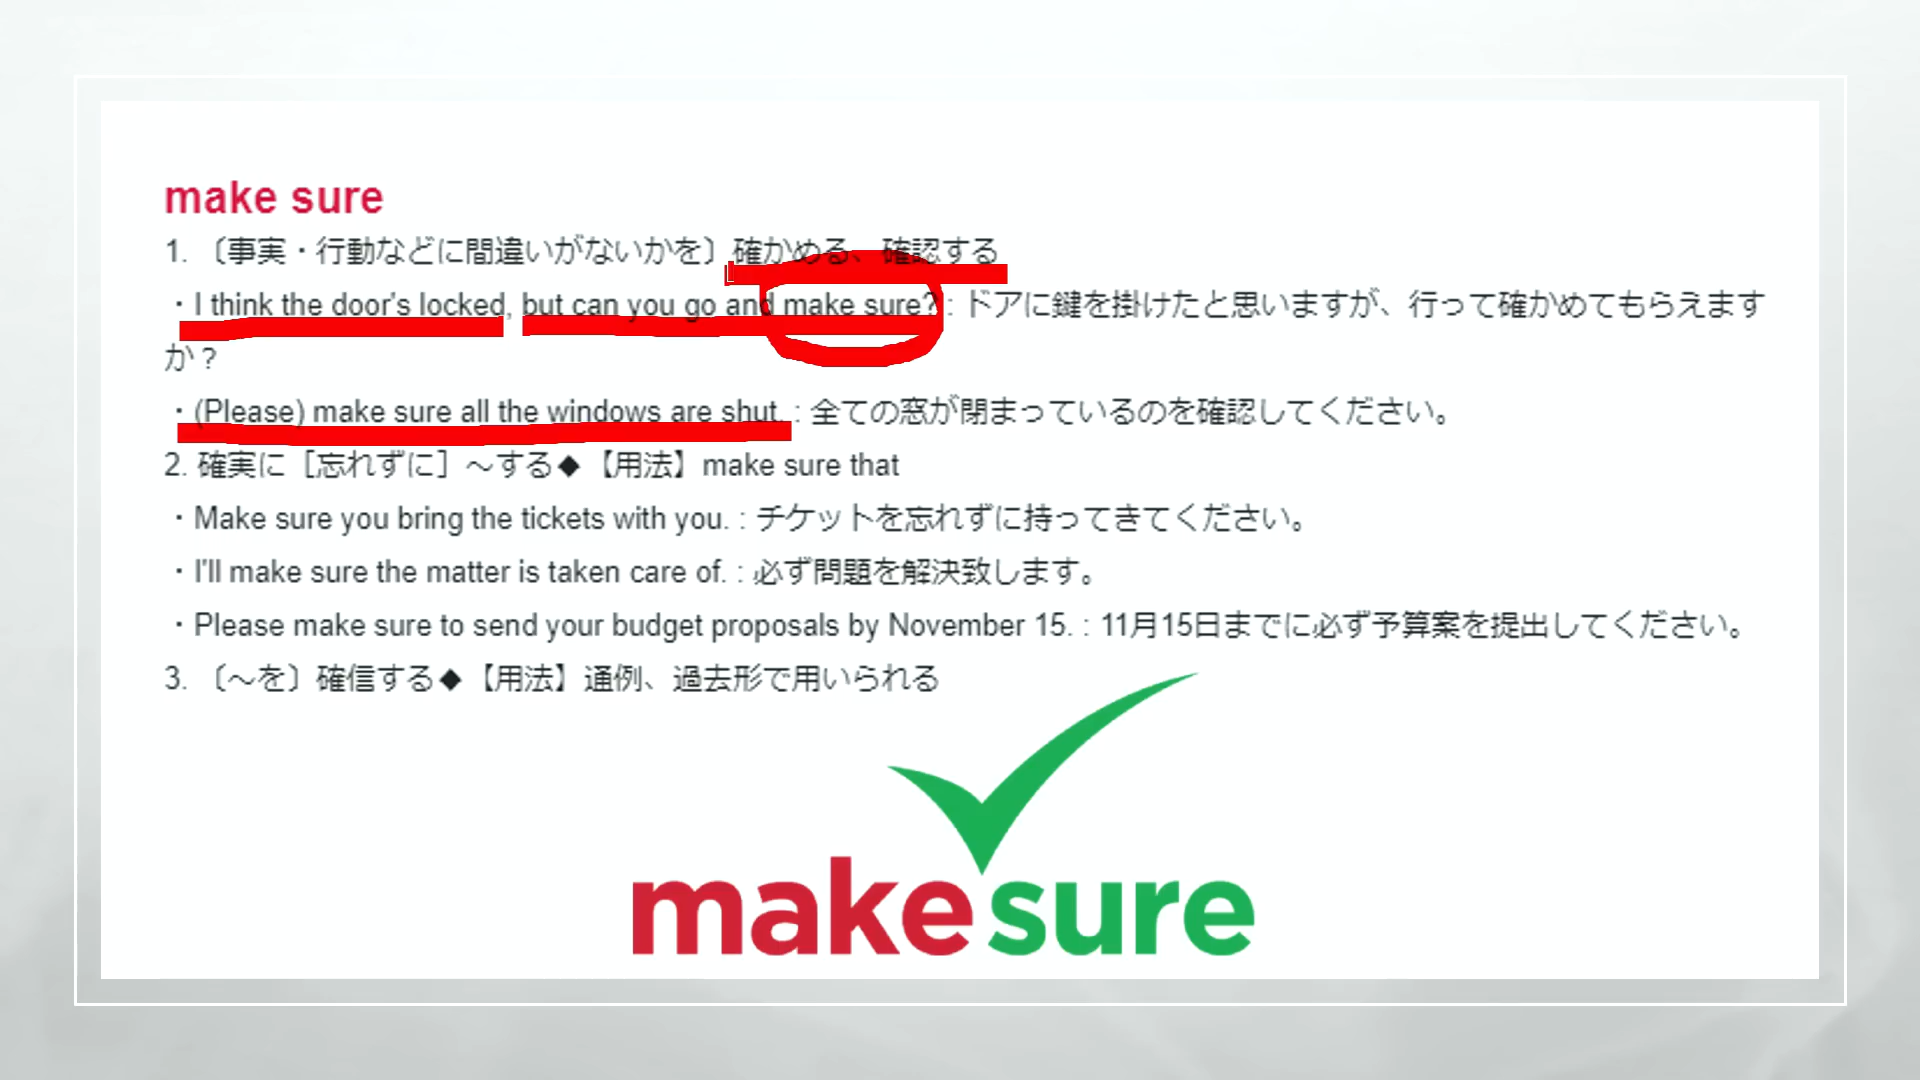 make sure
1. 〔事実・行動などに間違いがないかを〕確かめる、確認する
・I think the door's locked, but can you go and make sure? : ドアに鍵を掛けたと思いますが、行って確かめてもらえます
か？
・(Please) make sure all the windows are shut. : 全ての窓が閉まっているのを確認してください。
2. 確実に［忘れずに］～する◆【用法】make sure that
・Make sure you bring the tickets with you. : チケットを忘れずに持ってきてください。
・I'll make sure the matter is taken care of. : 必ず問題を解決致します。
・Please make sure to send your budget proposals by November 15. : 11月15日までに必ず予算案を提出してください。
3. 〔～を〕確信する◆【用法】通例、過去形で用いられる
makesure